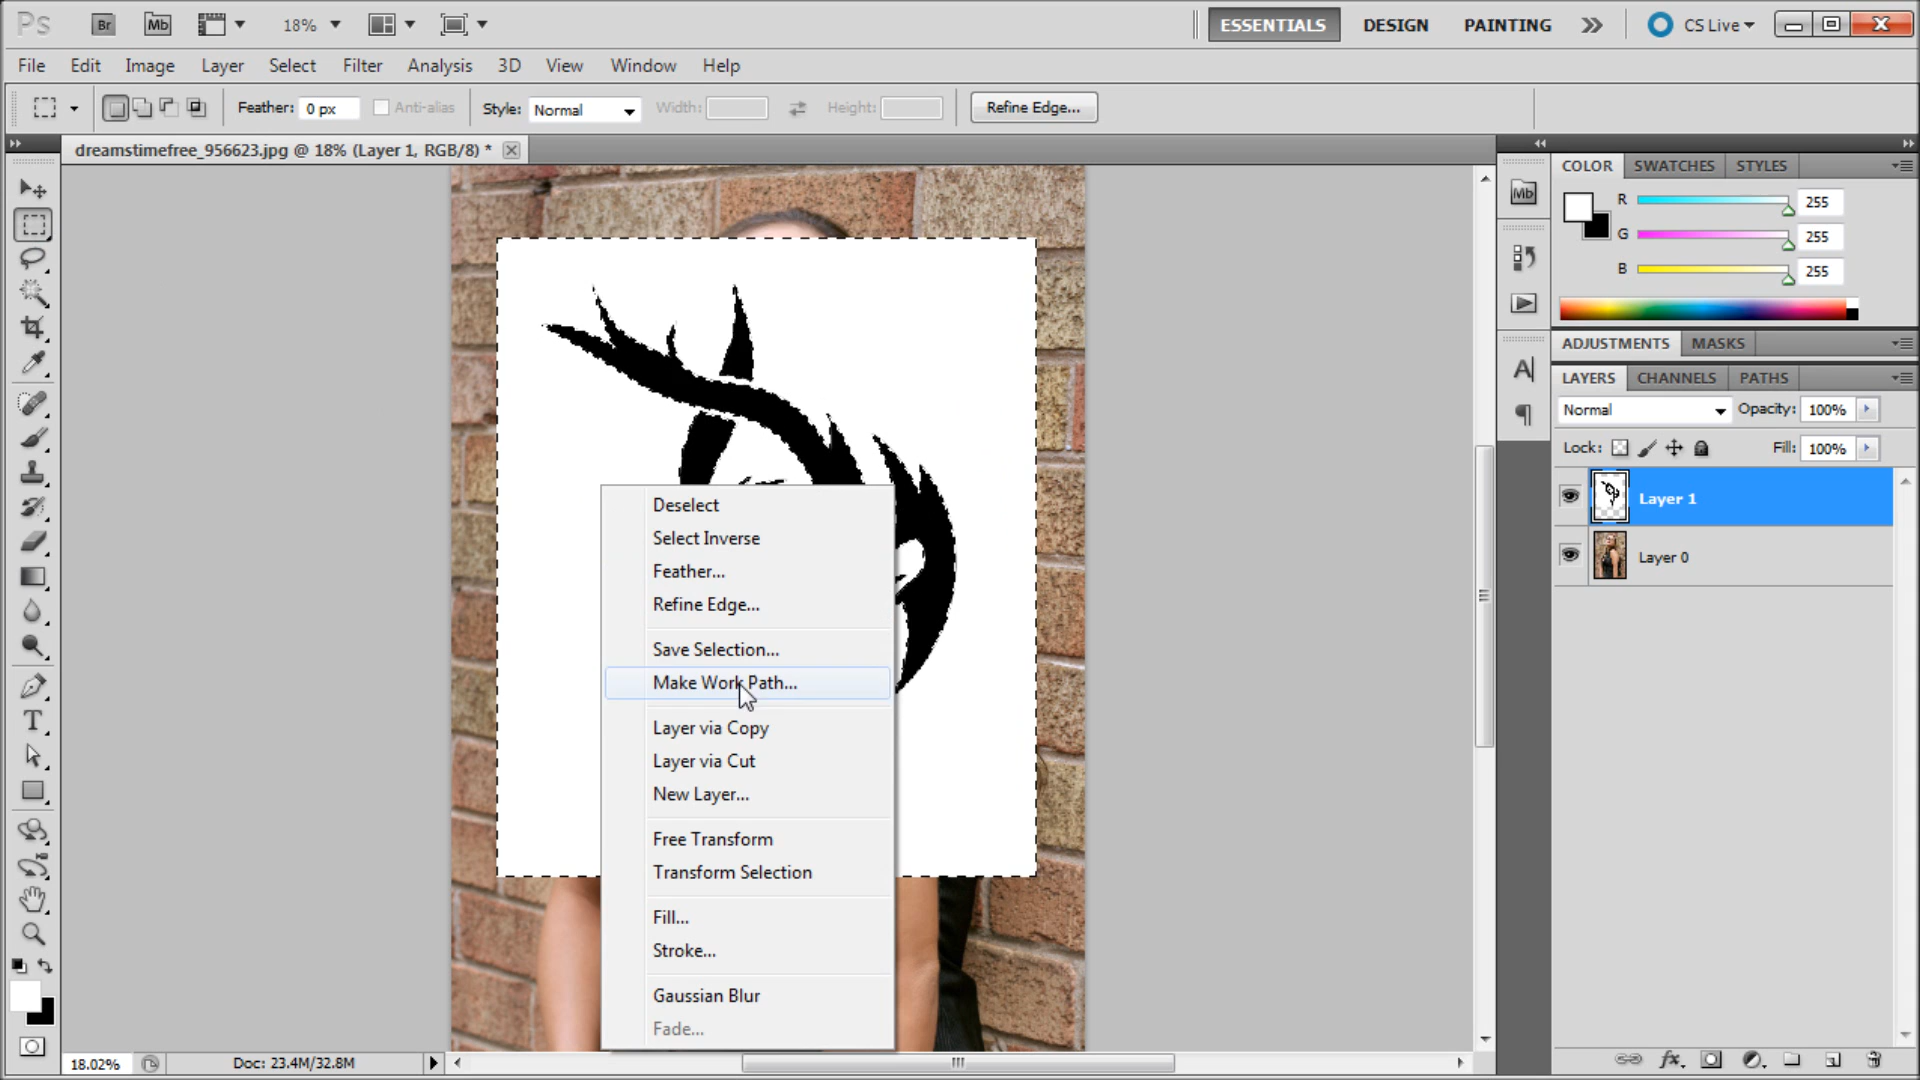 Ps Br Mb 18% ESSENTIALS DESIGN PAINTING CS Live
File Edit Image Layer Select Filter Analysis 3D View Window Help
Feather: 0 px Anti-alias Style: Normal Width: Height: Refine Edge...
dreamstimefree_956623.jpg @ 18% (Layer 1, RGB/8) *
COLOR SWATCHES STYLES
Mb
R 255
G 255
B 255
ADJUSTMENTS MASKS
LAYERS CHANNELS PATHS
Normal Opacity: 100%
Lock: Fill: 100%
Layer 1
Layer 0
Deselect
Select Inverse
Feather...
Refine Edge...
Save Selection...
Make Work Path...
Layer via Copy
Layer via Cut
New Layer...
Free Transform
Transform Selection
Fill...
Stroke...
Gaussian Blur
Fade...
18.02% Doc: 23.4M/32.8M